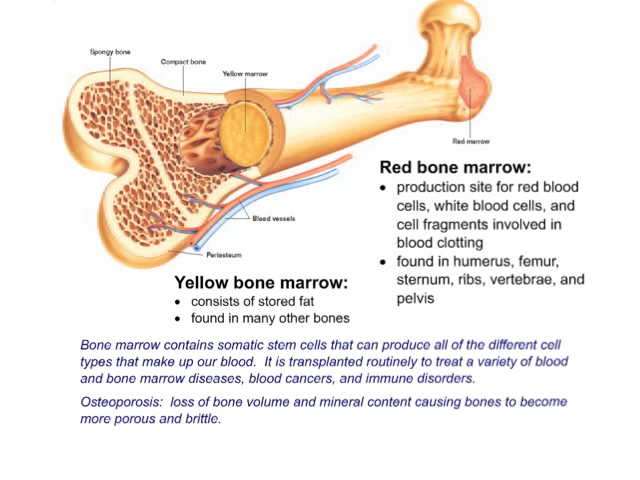 Spongy bone
Compact bone
Yellow marrow
Red marrow
Blood vessels
Periosteum
Red bone marrow:
• production site for red blood
cells, white blood cells, and
cell fragments involved in
blood clotting
• found in humerus, femur,
sternum, ribs, vertebrae, and
pelvis
Yellow bone marrow:
• consists of stored fat
• found in many other bones
Bone marrow contains somatic stem cells that can produce all of the different cell
types that make up our blood.  It is transplanted routinely to treat a variety of blood
and bone marrow diseases, blood cancers, and immune disorders.
Osteoporosis:  loss of bone volume and mineral content causing bones to become
more porous and brittle.